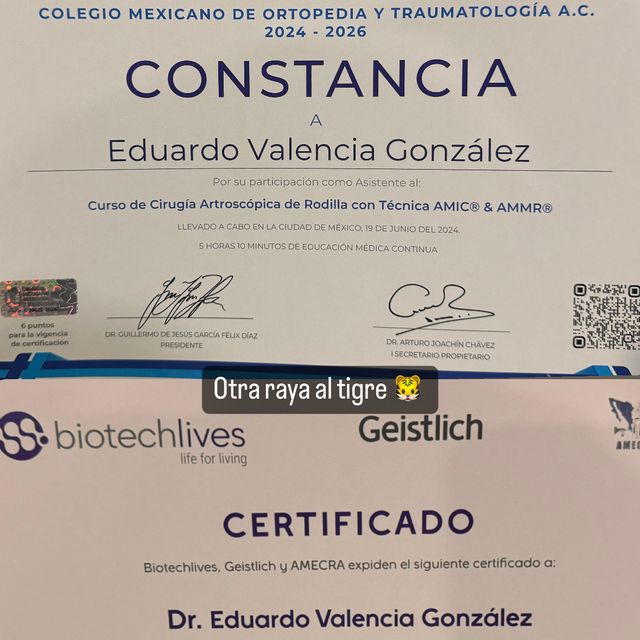 COLEGIO MEXICANO DE ORTOPEDIA Y TRAUMATOLOGÍA A.C.
2024 - 2026
CONSTANCIA
A
Eduardo Valencia González
Por su participación como Asistente al:
Curso de Cirugía Artroscópica de Rodilla con Técnica AMIC® & AMMR®
LLEVADO A CABO EN LA CIUDAD DE MÉXICO, 19 DE JUNIO DEL 2024.
5 HORAS 10 MINUTOS DE EDUCACIÓN MÉDICA CONTINUA
6 puntos
para la vigencia
de certificación
DR. GUILLERMO DE JESÚS GARCÍA FÉLIX DÍAZ
PRESIDENTE
DR. ARTURO JOACHÍN CHÁVEZ
I SECRETARIO PROPIETARIO
Otra raya al tigre 🐯
biotechlives
life for living
Geistlich
CERTIFICADO
Biotechlives, Geistlich y AMECRA expiden el siguiente certificado a:
Dr. Eduardo Valencia González